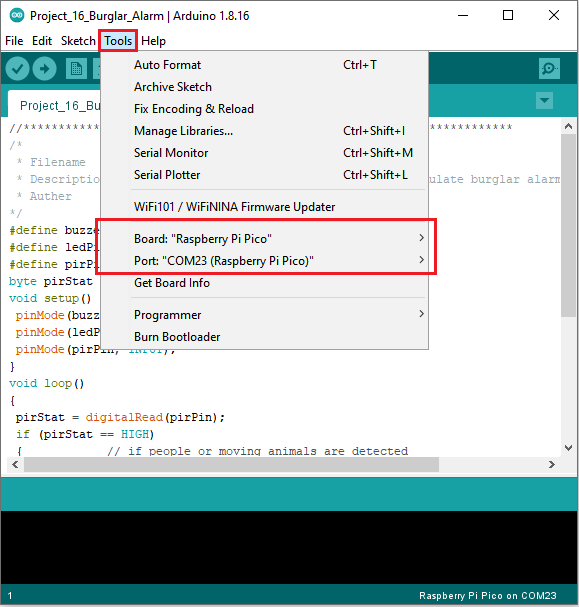 Project_16_Burglar_Alarm | Arduino 1.8.16
File Edit Sketch Tools Help
Auto Format Ctrl+T
Archive Sketch
Fix Encoding & Reload
Manage Libraries... Ctrl+Shift+I
Serial Monitor Ctrl+Shift+M
Serial Plotter Ctrl+Shift+L
WiFi101 / WiFiNINA Firmware Updater
Board: "Raspberry Pi Pico"
Port: "COM23 (Raspberry Pi Pico)"
Get Board Info
Programmer
Burn Bootloader
Project_16_Bu
//**********
**********
/*
* Filename
* Descriptio
ulate burglar alarm
* Auther
*/
#define buzze
#define ledPi
#define pirPi
byte pirStat
void setup()
pinMode(buzz
pinMode(ledP
pinMode(pirPin, INPUT);
}
void loop()
{
pirStat = digitalRead(pirPin);
if (pirStat == HIGH)
{ // if people or moving animals are detected
1 Raspberry Pi Pico on COM23